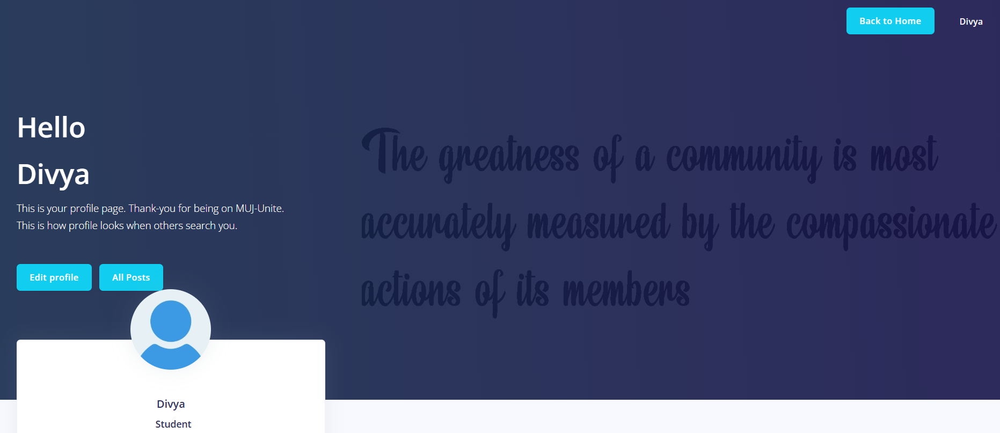 Back to Home
Divya
Hello
Divya
This is your profile page. Thank-you for being on MUJ-Unite.
This is how profile looks when others search you.
Edit profile
All Posts
The greatness of a community is most
accurately measured by the compassionate
actions of its members
Divya
Student